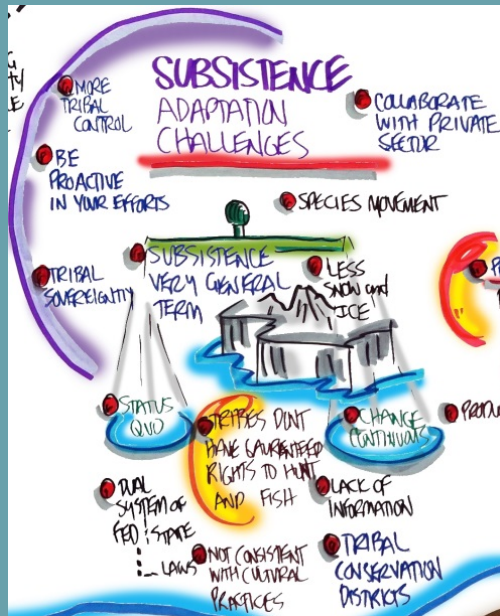 SUBSISTENCE
ADAPTATION
CHALLENGES
MORE
TRIBAL
CONTROL
COLLABORATE
WITH PRIVATE
SECTOR
BE
PROACTIVE
IN YOUR EFFORTS
SPECIES MOVEMENT
SUBSISTENCE
VERY GENERAL
TERM
TRIBAL
SOVEREIGNTY
LESS
SNOW and
ICE
STATUS
QUO
TRIBES DONT
HAVE GAURENTEED
RIGHTS TO HUNT
AND FISH
CHANGE
CONTINUOUS
DUAL
SYSTEM OF
FED : STATE
LAWS
LACK OF
INFORMATION
NOT CONSISTENT
WITH CULTURAL
PRACTICES
TRIBAL
CONSERVATION
DISTRICTS